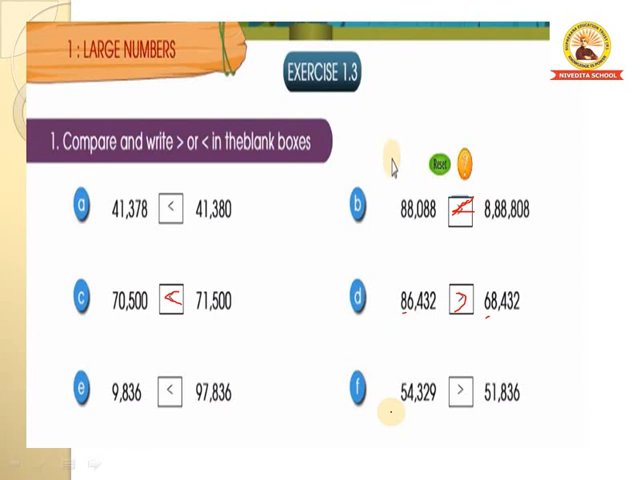 1 : LARGE NUMBERS
EXERCISE 1.3
NIVEDITA SCHOOL
1. Compare and write > or < in theblank boxes
Reset ?
a 41,378 < 41,380
b 88,088 < 8,88,808
c 70,500 < 71,500
d 86,432 > 68,432
e 9,836 < 97,836
f 54,329 > 51,836